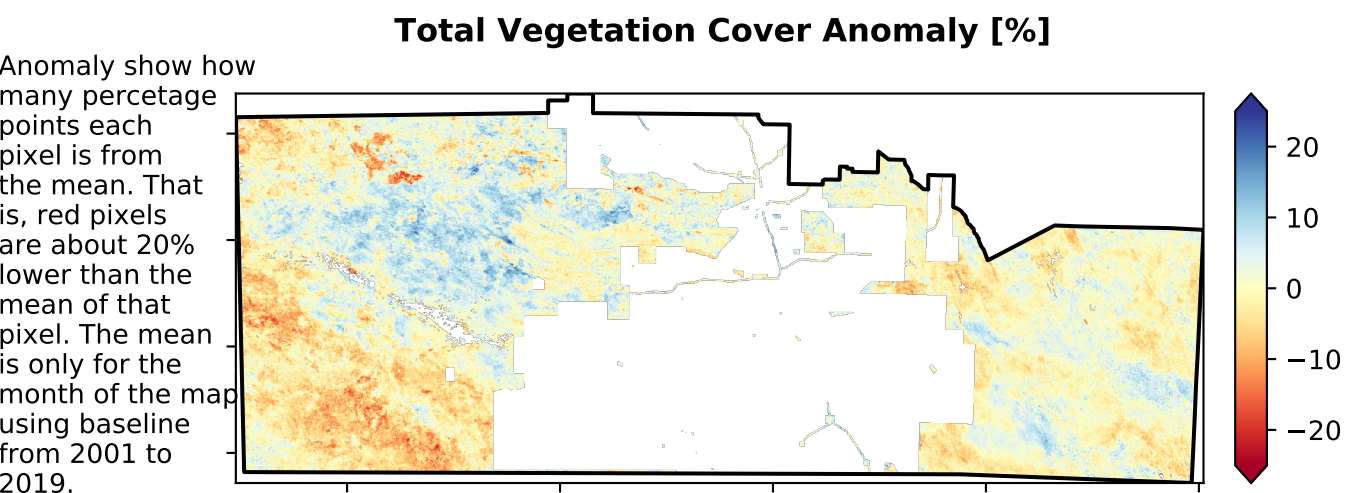 Total Vegetation Cover Anomaly [%]
Anomaly show how
many percetage
points each
pixel is from
the mean. That
is, red pixels
are about 20%
lower than the
mean of that
pixel. The mean
is only for the
month of the map
using baseline
from 2001 to
2019.
20
10
0
−10
−20